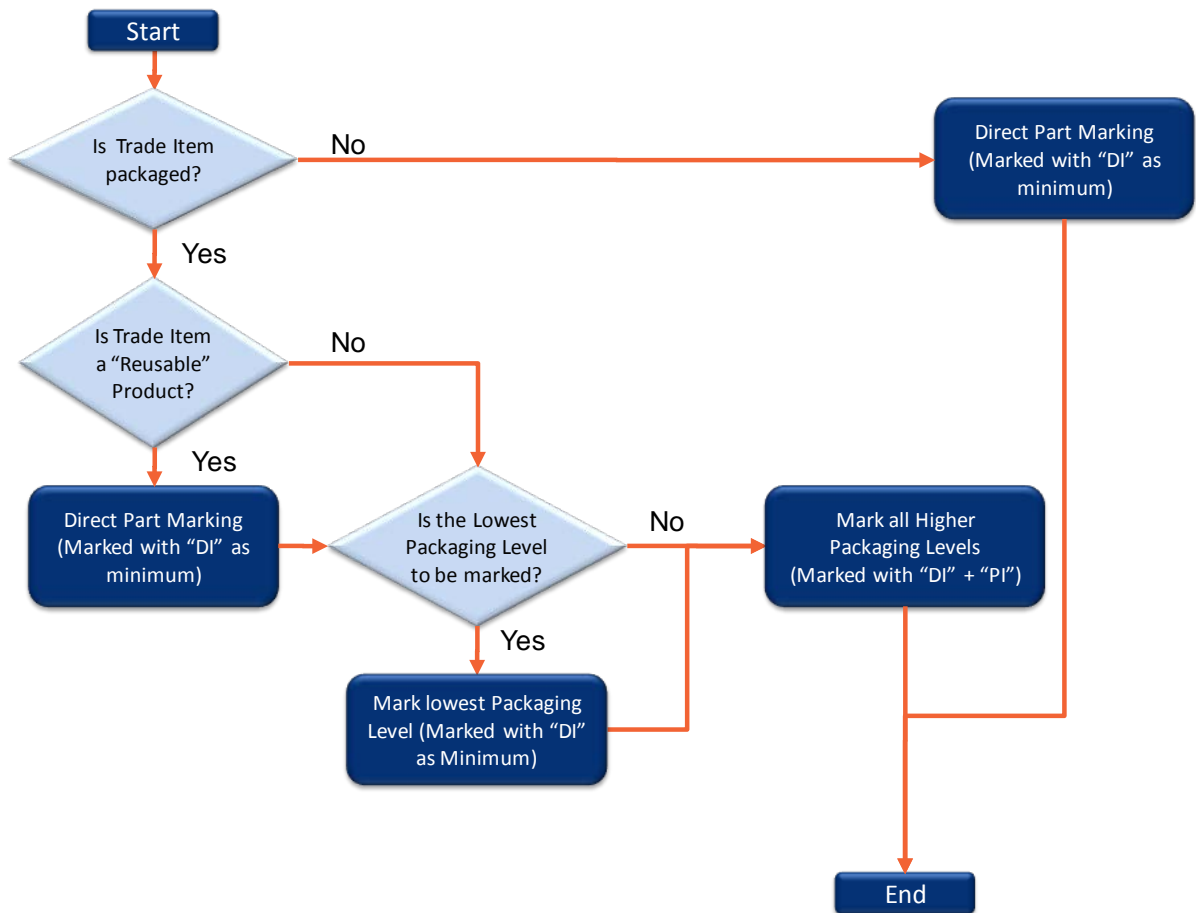 Start
Is Trade Item
packaged?
No
Direct Part Marking
(Marked with “DI” as
minimum)
Yes
Is Trade Item
a “Reusable”
Product?
No
Yes
Direct Part Marking
(Marked with “DI” as
minimum)
Is the Lowest
Packaging Level
to be marked?
No
Mark all Higher
Packaging Levels
(Marked with “DI” + “PI”)
Yes
Mark lowest Packaging
Level (Marked with “DI”
as Minimum)
End